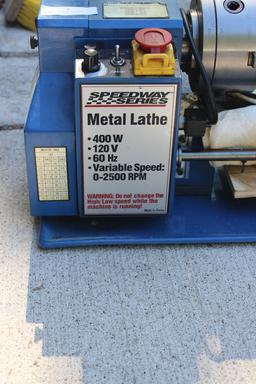 SPEEDWAY
SERIES
Metal Lathe
• 400 W
• 120 V
• 60 Hz
• Variable Speed:
0-2500 RPM
WARNING: Do not change the
High/Low speed while the
machine is running!
Made in China